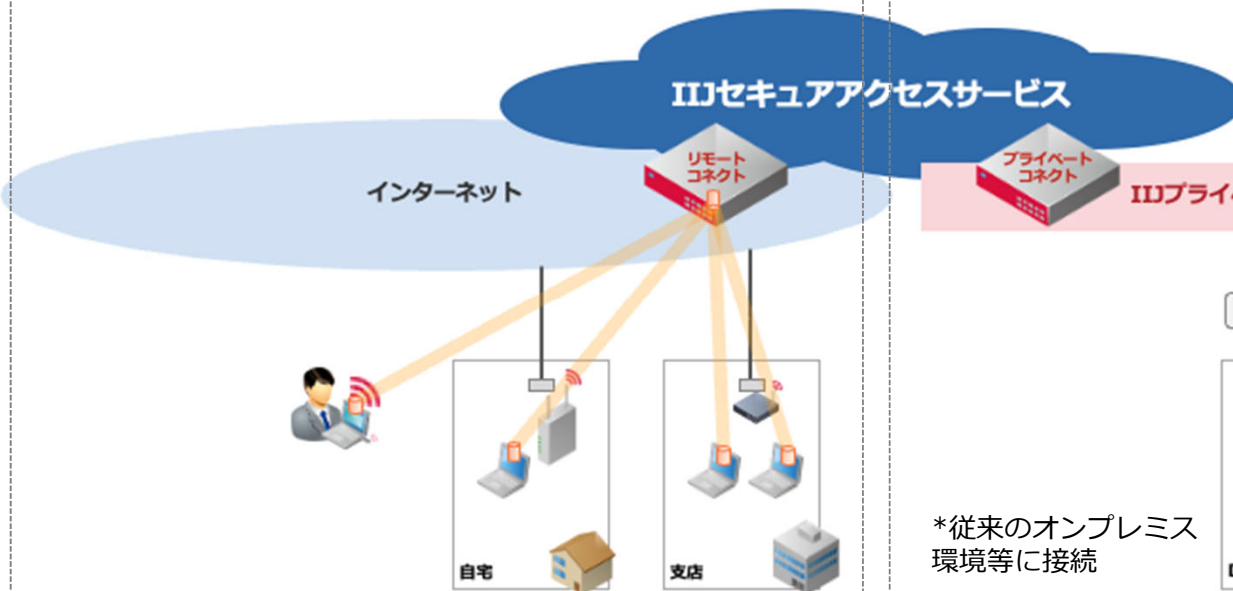 IIJセキュアアクセスサービス
リモート
コネクト
プライベート
コネクト
インターネット
IIJプライ
*従来のオンプレミス
環境等に接続
自宅
支店